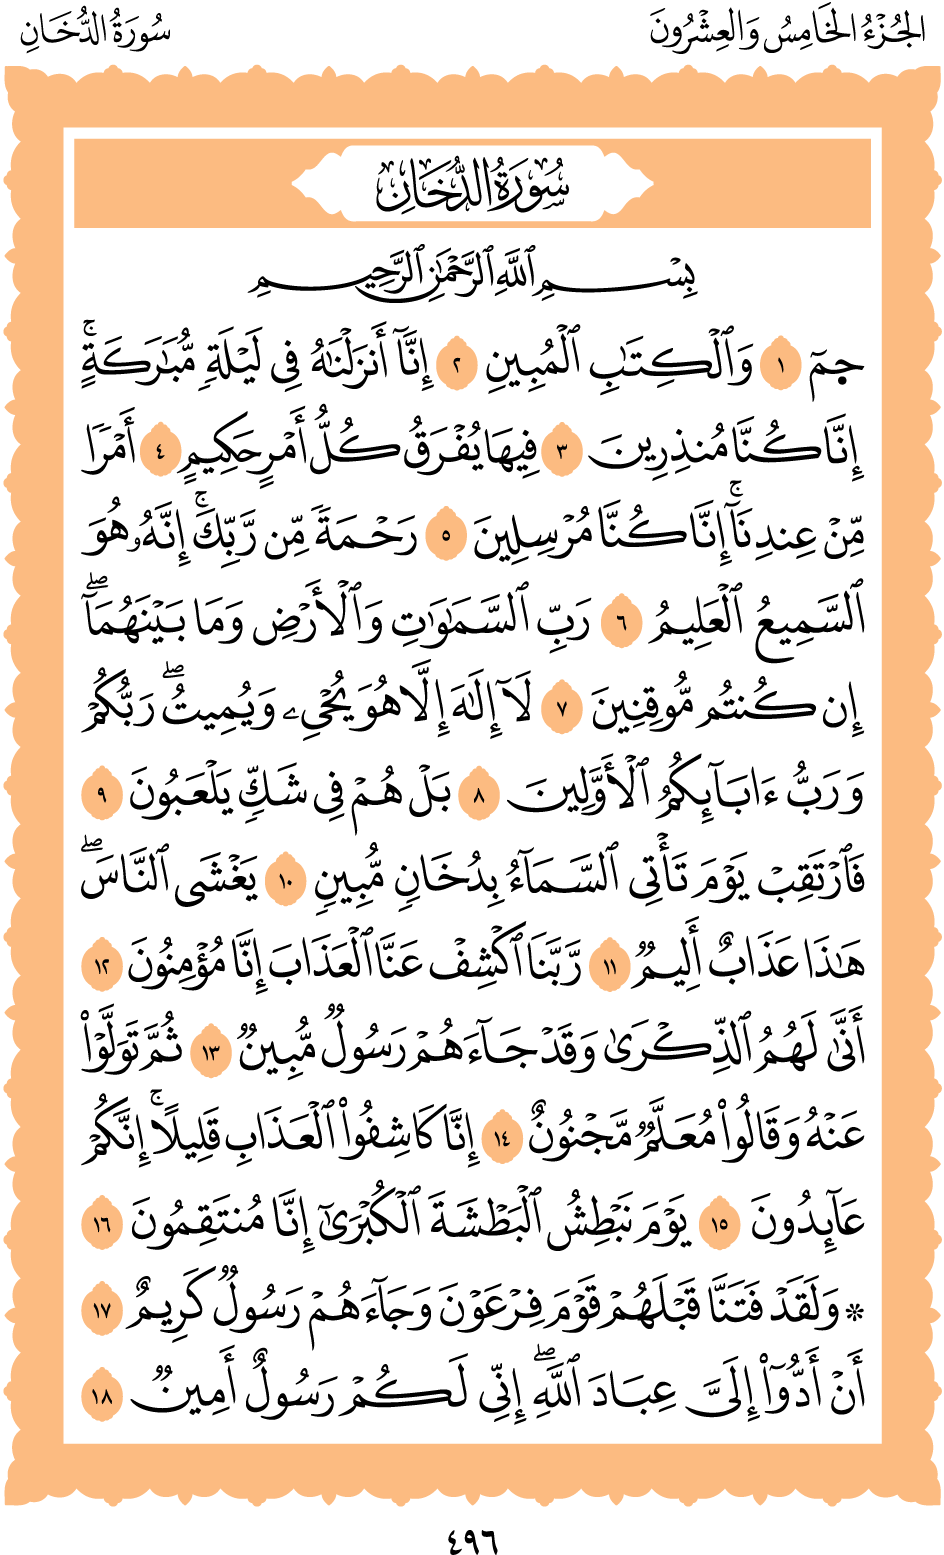 الجُزْءُ الخَامِسُ وَالعِشْرُونَ
سُورَةُ الدُّخَانِ
سُورَةُ الدُّخَانِ
بِسْمِ ٱللَّهِ ٱلرَّحْمَٰنِ ٱلرَّحِيمِ
حمٓ ١ وَٱلْكِتَٰبِ ٱلْمُبِينِ ٢ إِنَّآ أَنزَلْنَٰهُ فِى لَيْلَةٍ مُّبَٰرَكَةٍ ۚ
إِنَّا كُنَّا مُنذِرِينَ ٣ فِيهَا يُفْرَقُ كُلُّ أَمْرٍ حَكِيمٍ ٤ أَمْرًا
مِّنْ عِندِنَآ ۚ إِنَّا كُنَّا مُرْسِلِينَ ٥ رَحْمَةً مِّن رَّبِّكَ ۚ إِنَّهُۥ هُوَ
ٱلسَّمِيعُ ٱلْعَلِيمُ ٦ رَبِّ ٱلسَّمَٰوَٰتِ وَٱلْأَرْضِ وَمَا بَيْنَهُمَآ ۖ
إِن كُنتُم مُّوقِنِينَ ٧ لَآ إِلَٰهَ إِلَّا هُوَ يُحْىِۦ وَيُمِيتُ ۖ رَبُّكُمْ
وَرَبُّ ءَابَآئِكُمُ ٱلْأَوَّلِينَ ٨ بَلْ هُمْ فِى شَكٍّ يَلْعَبُونَ ٩
فَٱرْتَقِبْ يَوْمَ تَأْتِى ٱلسَّمَآءُ بِدُخَانٍ مُّبِينٍ ١٠ يَغْشَى ٱلنَّاسَ ۖ
هَٰذَا عَذَابٌ أَلِيمٌ ١١ رَّبَّنَا ٱكْشِفْ عَنَّا ٱلْعَذَابَ إِنَّا مُؤْمِنُونَ ١٢
أَنَّىٰ لَهُمُ ٱلذِّكْرَىٰ وَقَدْ جَآءَهُمْ رَسُولٌ مُّبِينٌ ١٣ ثُمَّ تَوَلَّوْا۟
عَنْهُ وَقَالُوا۟ مُعَلَّمٌ مَّجْنُونٌ ١٤ إِنَّا كَاشِفُوا۟ ٱلْعَذَابِ قَلِيلًا ۚ إِنَّكُمْ
عَآئِدُونَ ١٥ يَوْمَ نَبْطِشُ ٱلْبَطْشَةَ ٱلْكُبْرَىٰٓ إِنَّا مُنتَقِمُونَ ١٦
* وَلَقَدْ فَتَنَّا قَبْلَهُمْ قَوْمَ فِرْعَوْنَ وَجَآءَهُمْ رَسُولٌ كَرِيمٌ ١٧
أَنْ أَدُّوٓا۟ إِلَىَّ عِبَادَ ٱللَّهِ ۖ إِنِّى لَكُمْ رَسُولٌ أَمِينٌ ١٨
٤٩٦